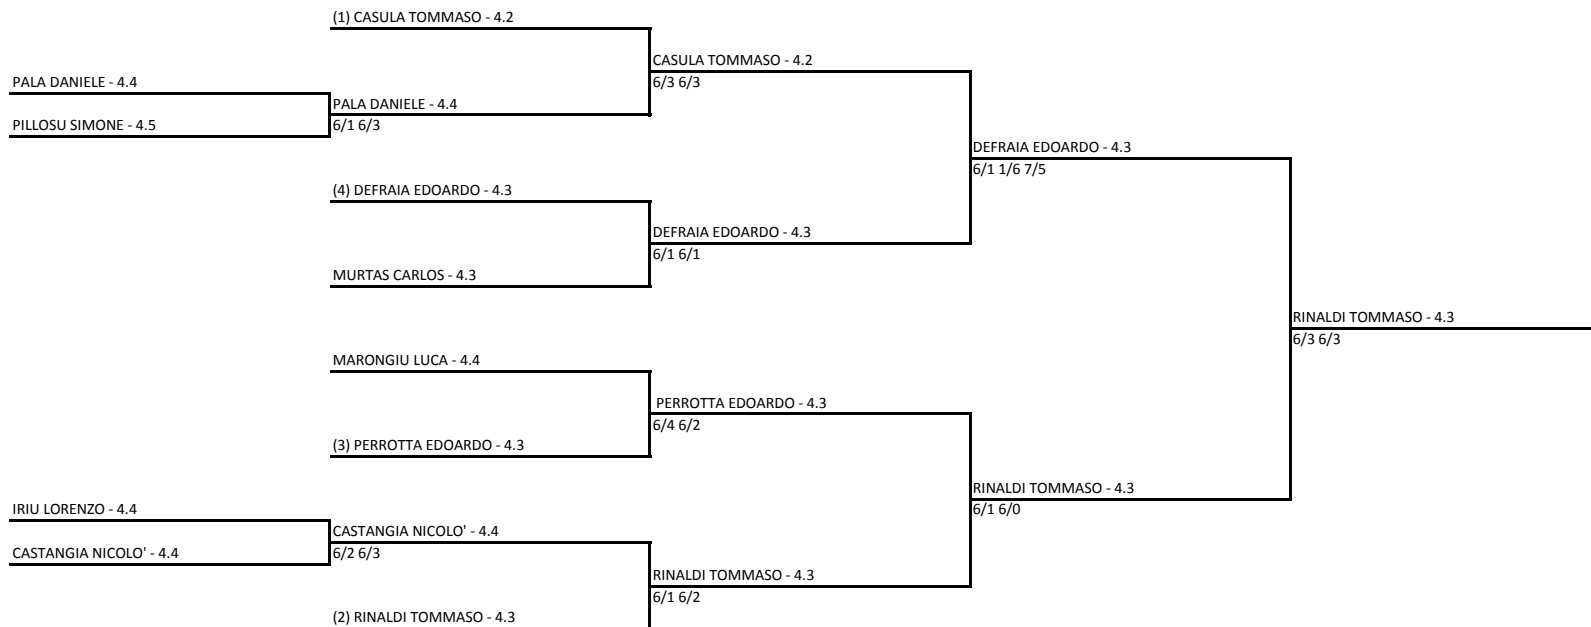 (1) CASULA TOMMASO - 4.2
CASULA TOMMASO - 4.2
PALA DANIELE - 4.4
6/3 6/3
PALA DANIELE - 4.4
PILLOSU SIMONE - 4.5
6/1 6/3
DEFRAIA EDOARDO - 4.3
6/1 1/6 7/5
(4) DEFRAIA EDOARDO - 4.3
DEFRAIA EDOARDO - 4.3
6/1 6/1
MURTAS CARLOS - 4.3
RINALDI TOMMASO - 4.3
6/3 6/3
MARONGIU LUCA - 4.4
PERROTTA EDOARDO - 4.3
6/4 6/2
(3) PERROTTA EDOARDO - 4.3
RINALDI TOMMASO - 4.3
6/1 6/0
IRIU LORENZO - 4.4
CASTANGIA NICOLO' - 4.4
CASTANGIA NICOLO' - 4.4
6/2 6/3
RINALDI TOMMASO - 4.3
6/1 6/2
(2) RINALDI TOMMASO - 4.3